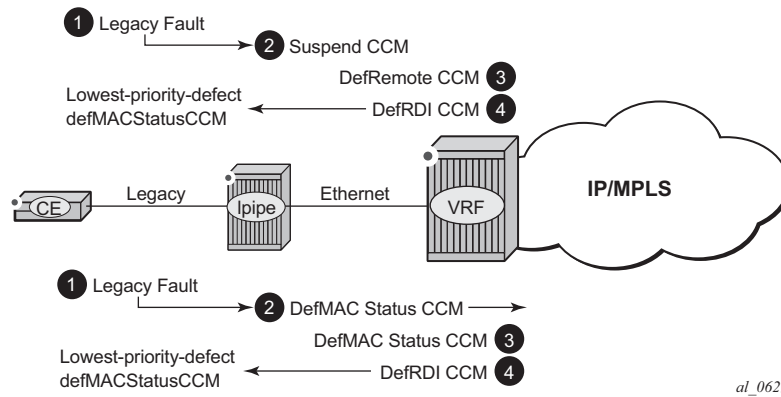 1 Legacy Fault
2 Suspend CCM
DefRemote CCM 3
Lowest-priority-defect
defMACStatusCCM
DefRDI CCM 4
CE
Legacy
Ipipe
Ethernet
VRF
IP/MPLS
1 Legacy Fault
2 DefMAC Status CCM
DefMAC Status CCM 3
Lowest-priority-defect
defMACStatusCCM
DefRDI CCM 4
al_062